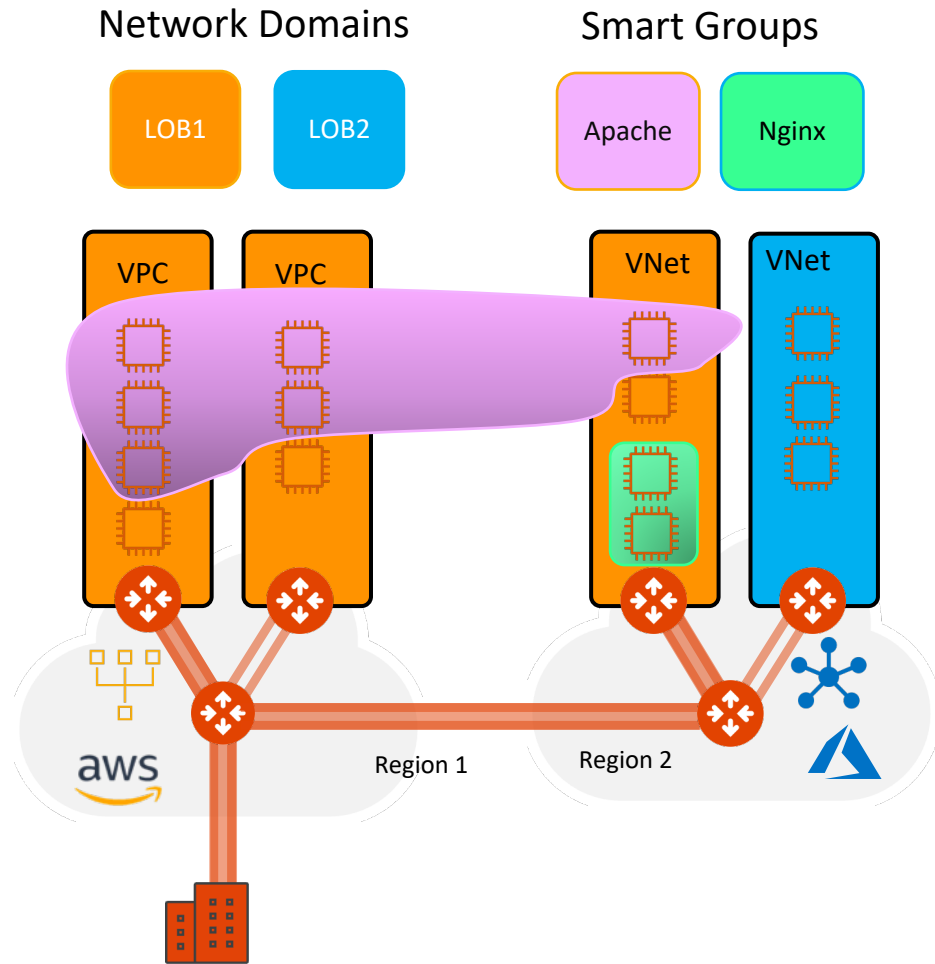 Network Domains
Smart Groups
LOB1
LOB2
Apache
Nginx
VPC
VPC
VNet
VNet
Region 1
Region 2
aws